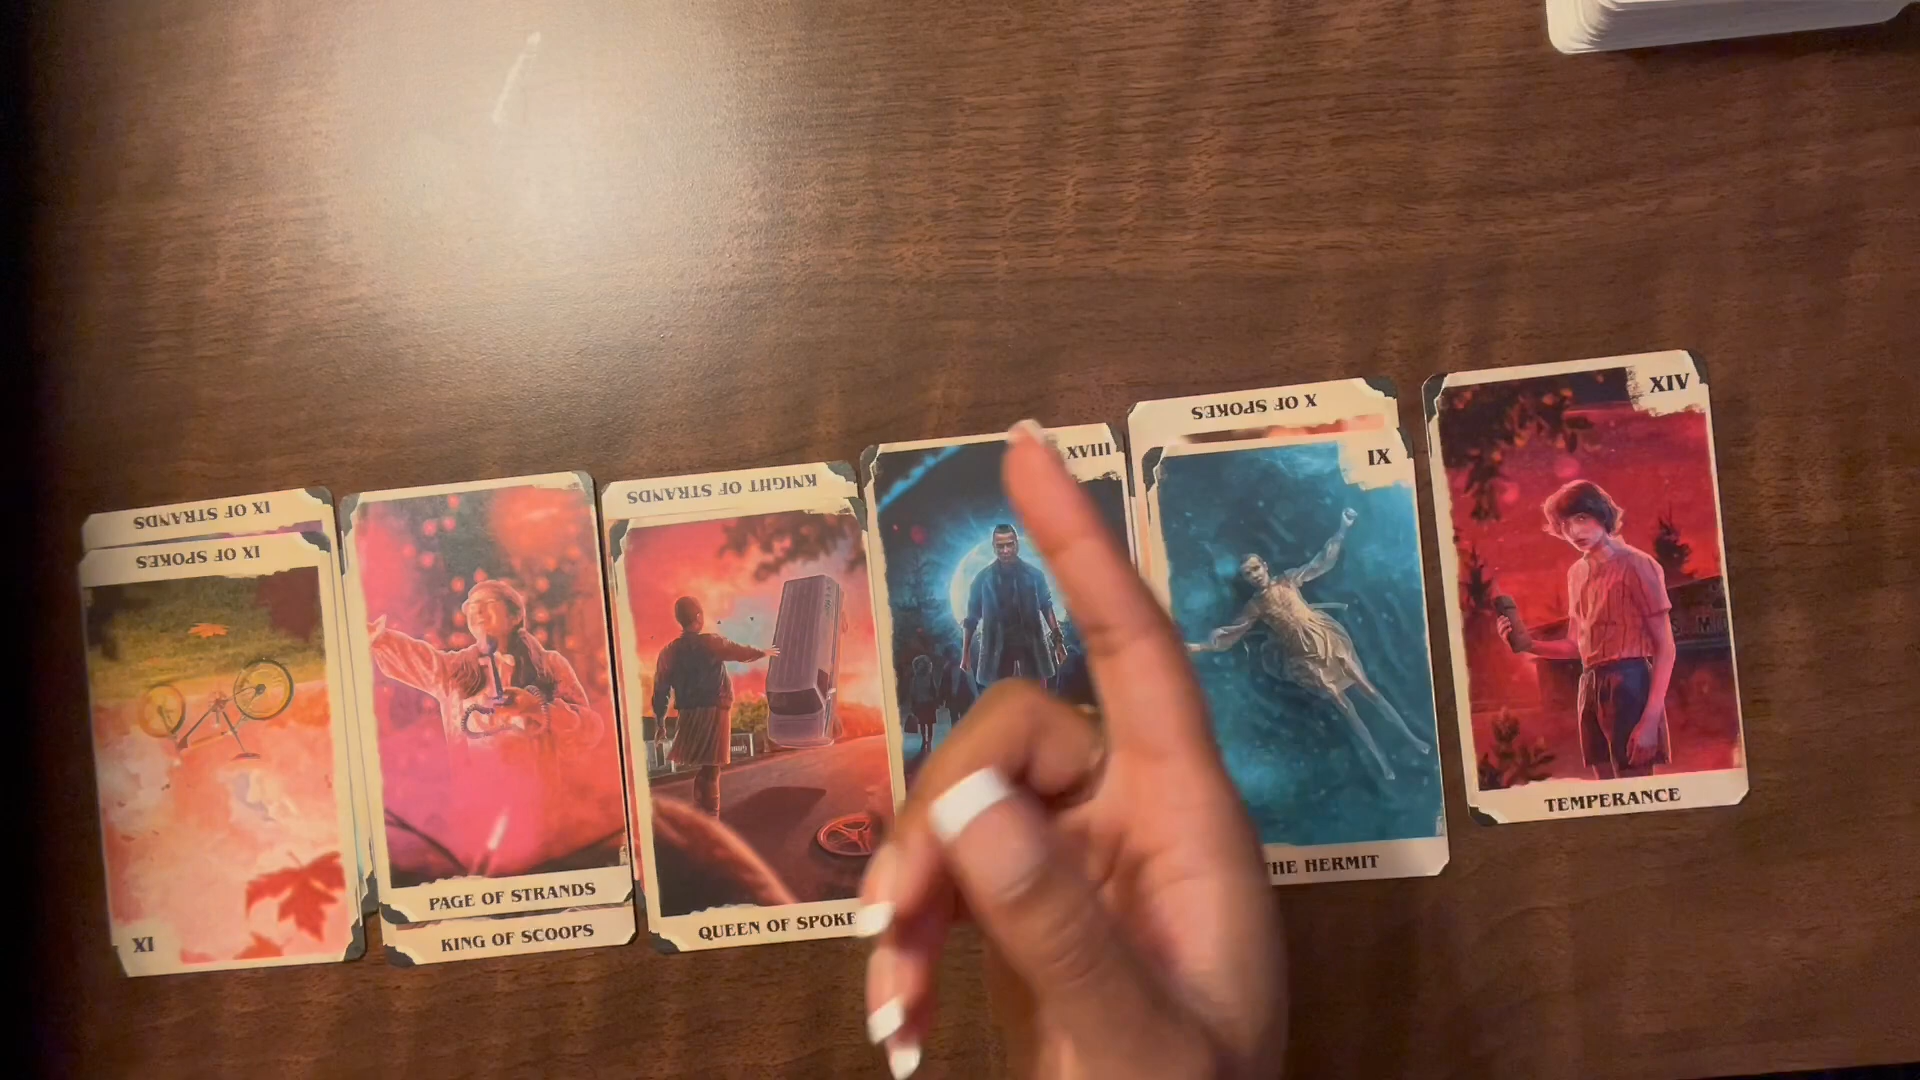 IX OF STRANDS
IX OF SPOKES
IX
PAGE OF STRANDS
KING OF SCOOPS
KNIGHT OF STRANDS
QUEEN OF SPOKE
XVIII
X OF SPOKES
IX
THE HERMIT
XIV
TEMPERANCE